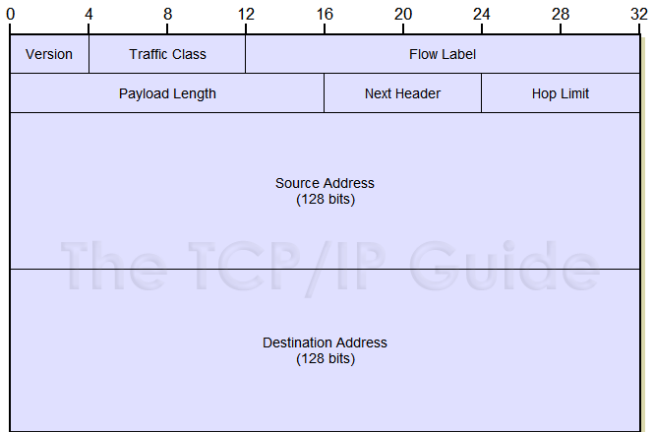 0 4 8 12 16 20 24 28 32
Version Traffic Class Flow Label
Payload Length Next Header Hop Limit
Source Address
(128 bits)
The TCP/IP Guide
Destination Address
(128 bits)